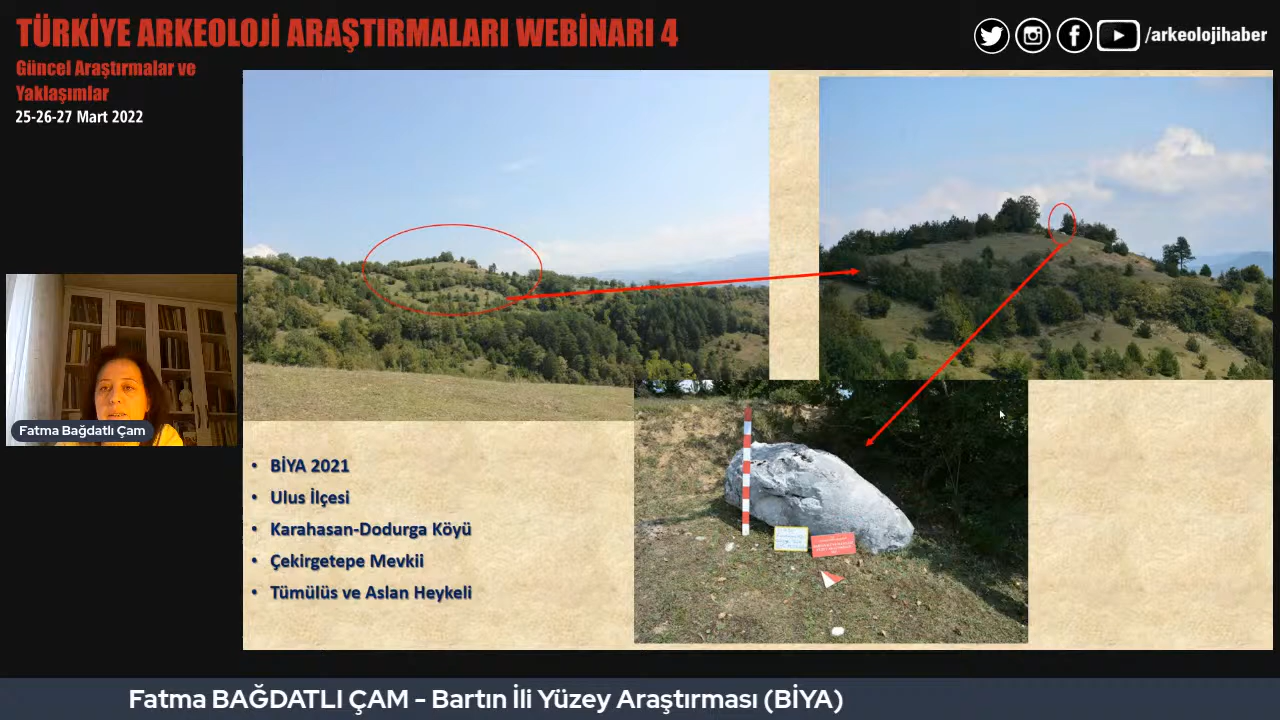 TÜRKİYE ARKEOLOJİ ARAŞTIRMALARI WEBİNARI 4
Güncel Araştırmalar ve
Yaklaşımlar
25-26-27 Mart 2022
/arkeolojihaber
Fatma Bağdatlı Çam
• BİYA 2021
• Ulus İlçesi
• Karahasan-Dodurga Köyü
• Çekirgetepe Mevkii
• Tümülüs ve Aslan Heykeli
Fatma BAĞDATLI ÇAM - Bartın İli Yüzey Araştırması (BİYA)